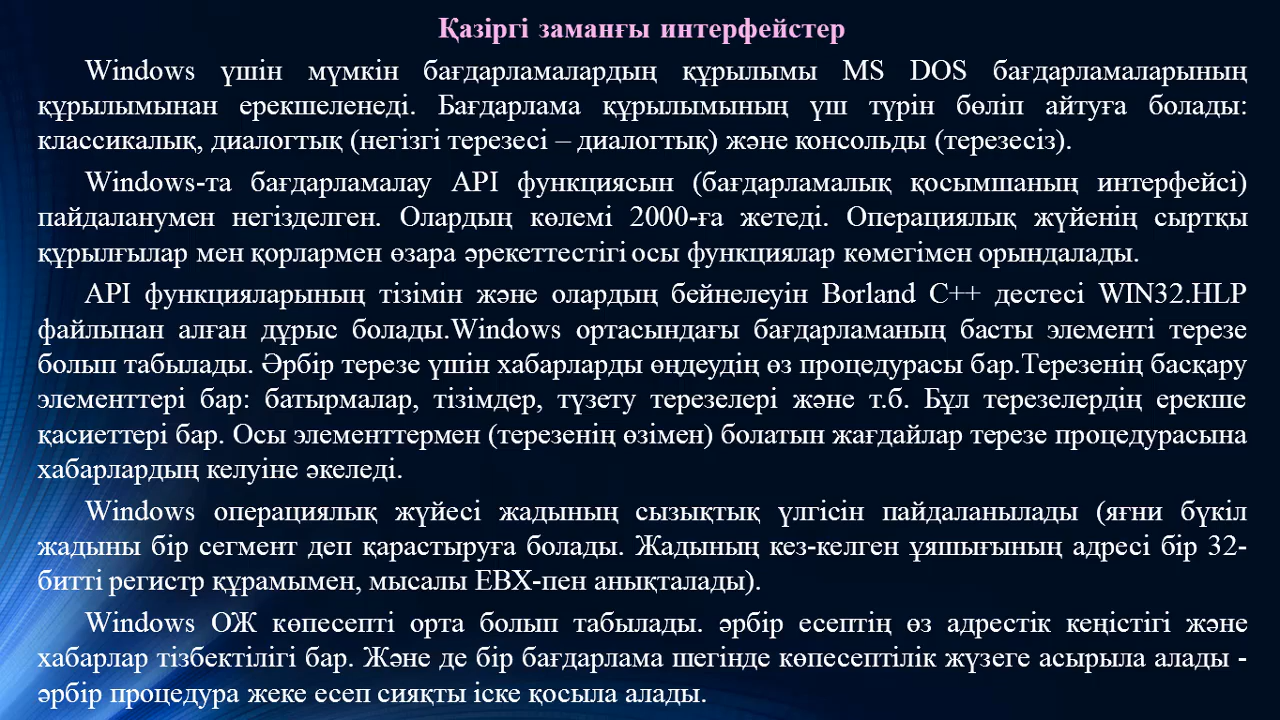 Қазіргі заманғы интерфейстер
Windows үшін мүмкін бағдарламалардың құрылымы MS DOS бағдарламаларының
құрылымынан ерекшеленеді. Бағдарлама құрылымының үш түрін бөліп айтуға болады:
классикалық, диалогтық (негізгі терезесі – диалогтық) және консольды (терезесіз).
Windows-та бағдарламалау API функциясын (бағдарламалық қосымшаның интерфейсі)
пайдаланумен негізделген. Олардың көлемі 2000-ға жетеді. Операциялық жүйенің сыртқы
құрылғылар мен қорлармен өзара әрекеттестігі осы функциялар көмегімен орындалады.
API функцияларының тізімін және олардың бейнелеуін Borland C++ дестесі WIN32.HLP
файлынан алған дұрыс болады.Windows ортасындағы бағдарламаның басты элементі терезе
болып табылады. Әрбір терезе үшін хабарларды өңдеудің өз процедурасы бар.Терезенің басқару
элементтері бар: батырмалар, тізімдер, түзету терезелері және т.б. Бұл терезелердің ерекше
қасиеттері бар. Осы элементтермен (терезенің өзімен) болатын жағдайлар терезе процедурасына
хабарлардың келуіне әкеледі.
Windows операциялық жүйесі жадының сызықтық үлгісін пайдаланылады (яғни бүкіл
жадыны бір сегмент деп қарастыруға болады. Жадының кез-келген ұяшығының адресі бір 32-
битті регистр құрамымен, мысалы EBX-пен анықталады).
Windows ОЖ көпесепті орта болып табылады. әрбір есептің өз адрестік кеңістігі және
хабарлар тізбектілігі бар. Және де бір бағдарлама шегінде көпесептілік жүзеге асырыла алады -
әрбір процедура жеке есеп сияқты іске қосыла алады.